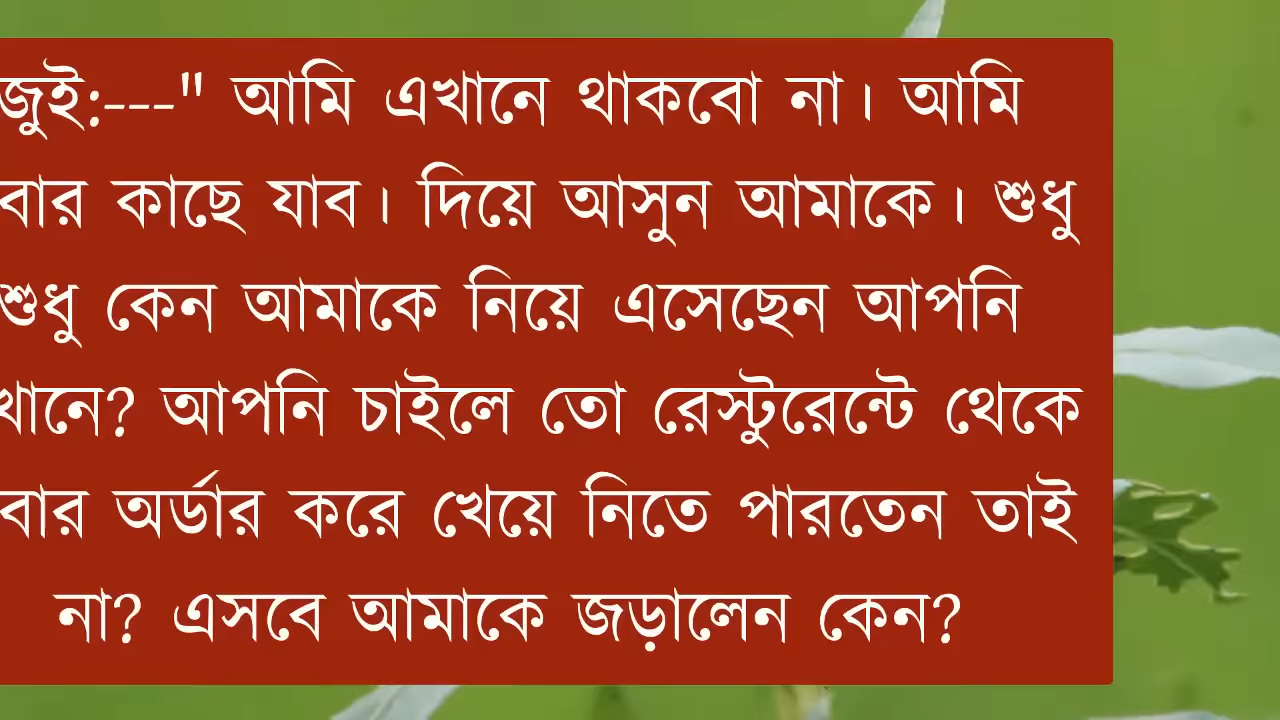 জুই:---" আমি এখানে থাকবো না। আমি
বার কাছে যাব। দিয়ে আসুন আমাকে। শুধু
শুধু কেন আমাকে নিয়ে এসেছেন আপনি
খানে? আপনি চাইলে তো রেস্টুরেন্টে থেকে
বার অর্ডার করে খেয়ে নিতে পারতেন তাই
না? এসবে আমাকে জড়ালেন কেন?